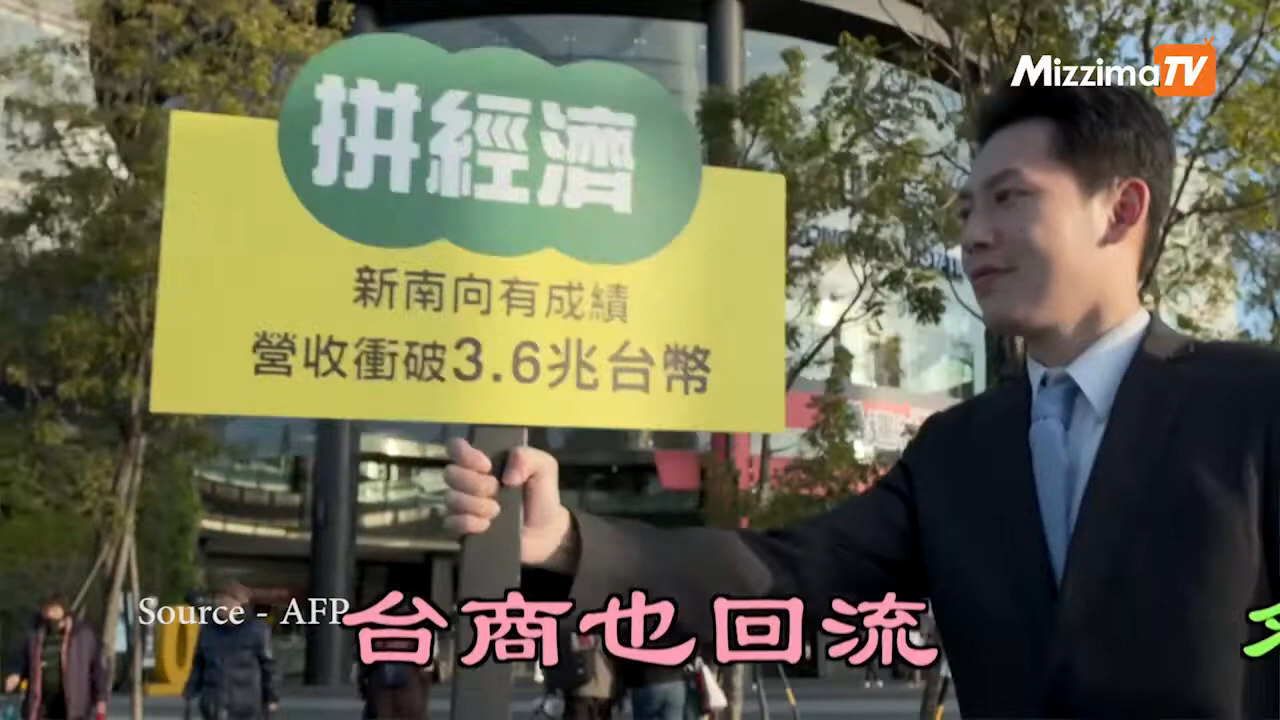 MizzimaTV
拼經濟
新南向有成績
營收衝破3.6兆台幣
Source - AFP
台商也回流